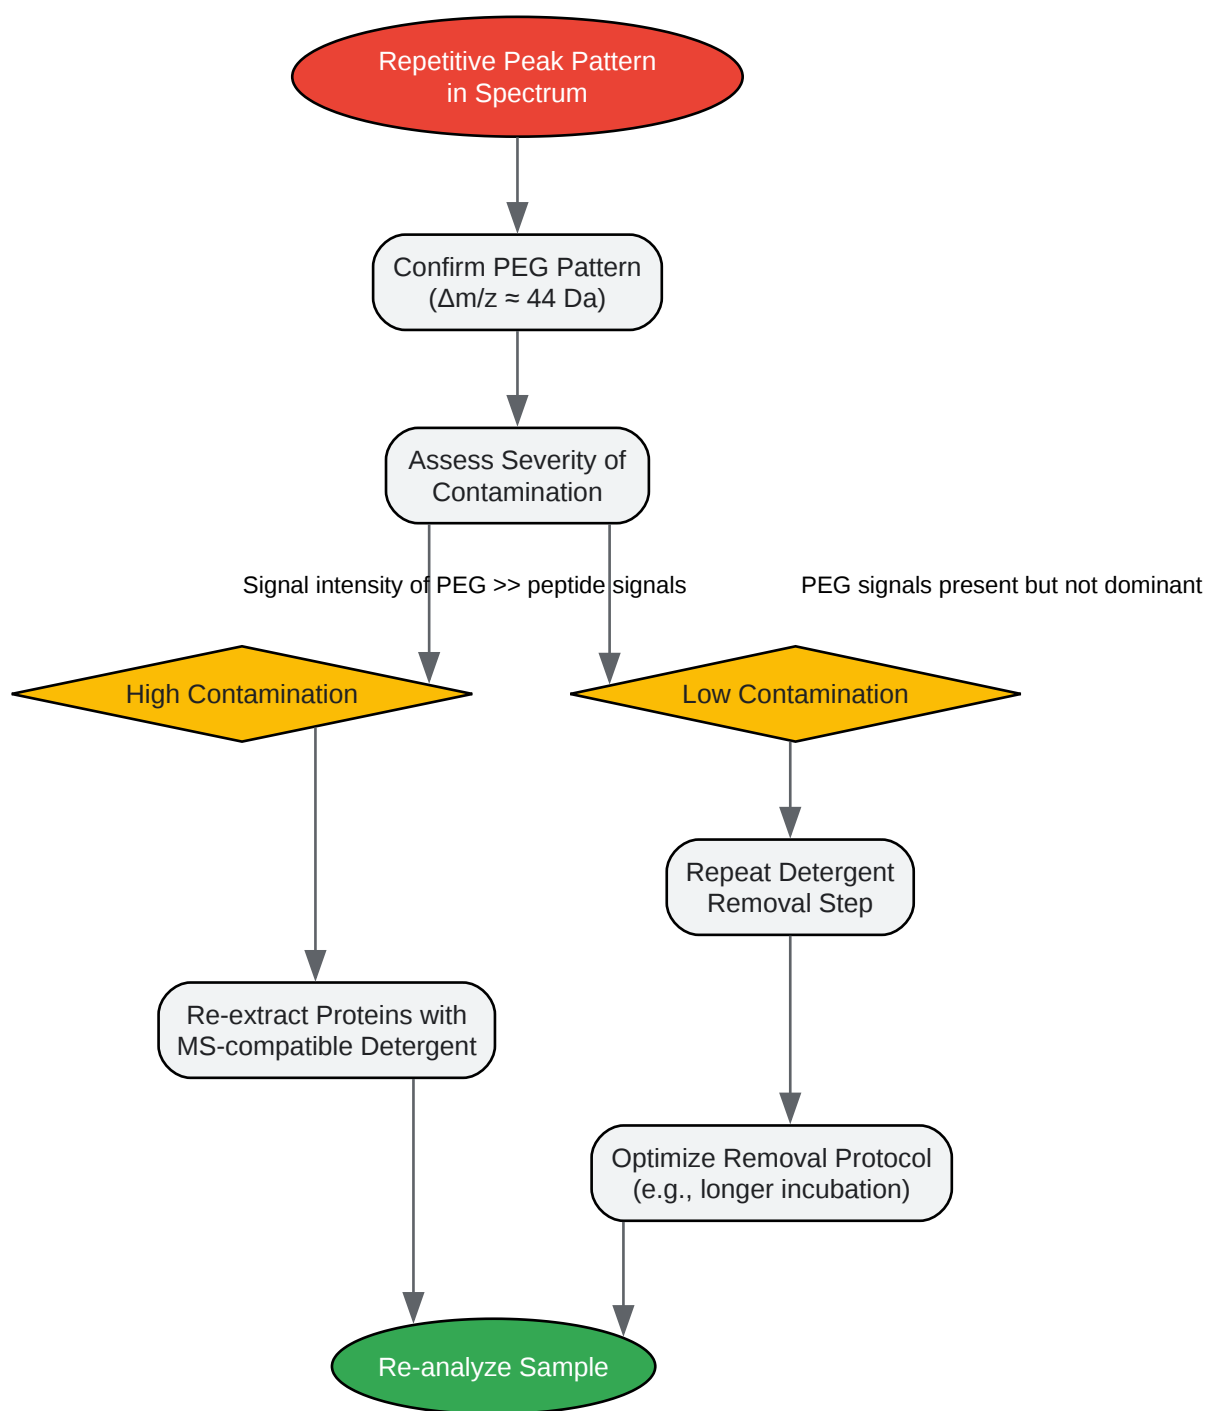 Repetitive Peak Pattern
in Spectrum
Confirm PEG Pattern
(Δm/z ≈ 44 Da)
Assess Severity of
Contamination
Signal intensity of PEG >> peptide signals
PEG signals present but not dominant
High Contamination
Low Contamination
Repeat Detergent
Removal Step
Re-extract Proteins with
MS-compatible Detergent
Optimize Removal Protocol
(e.g., longer incubation)
Re-analyze Sample